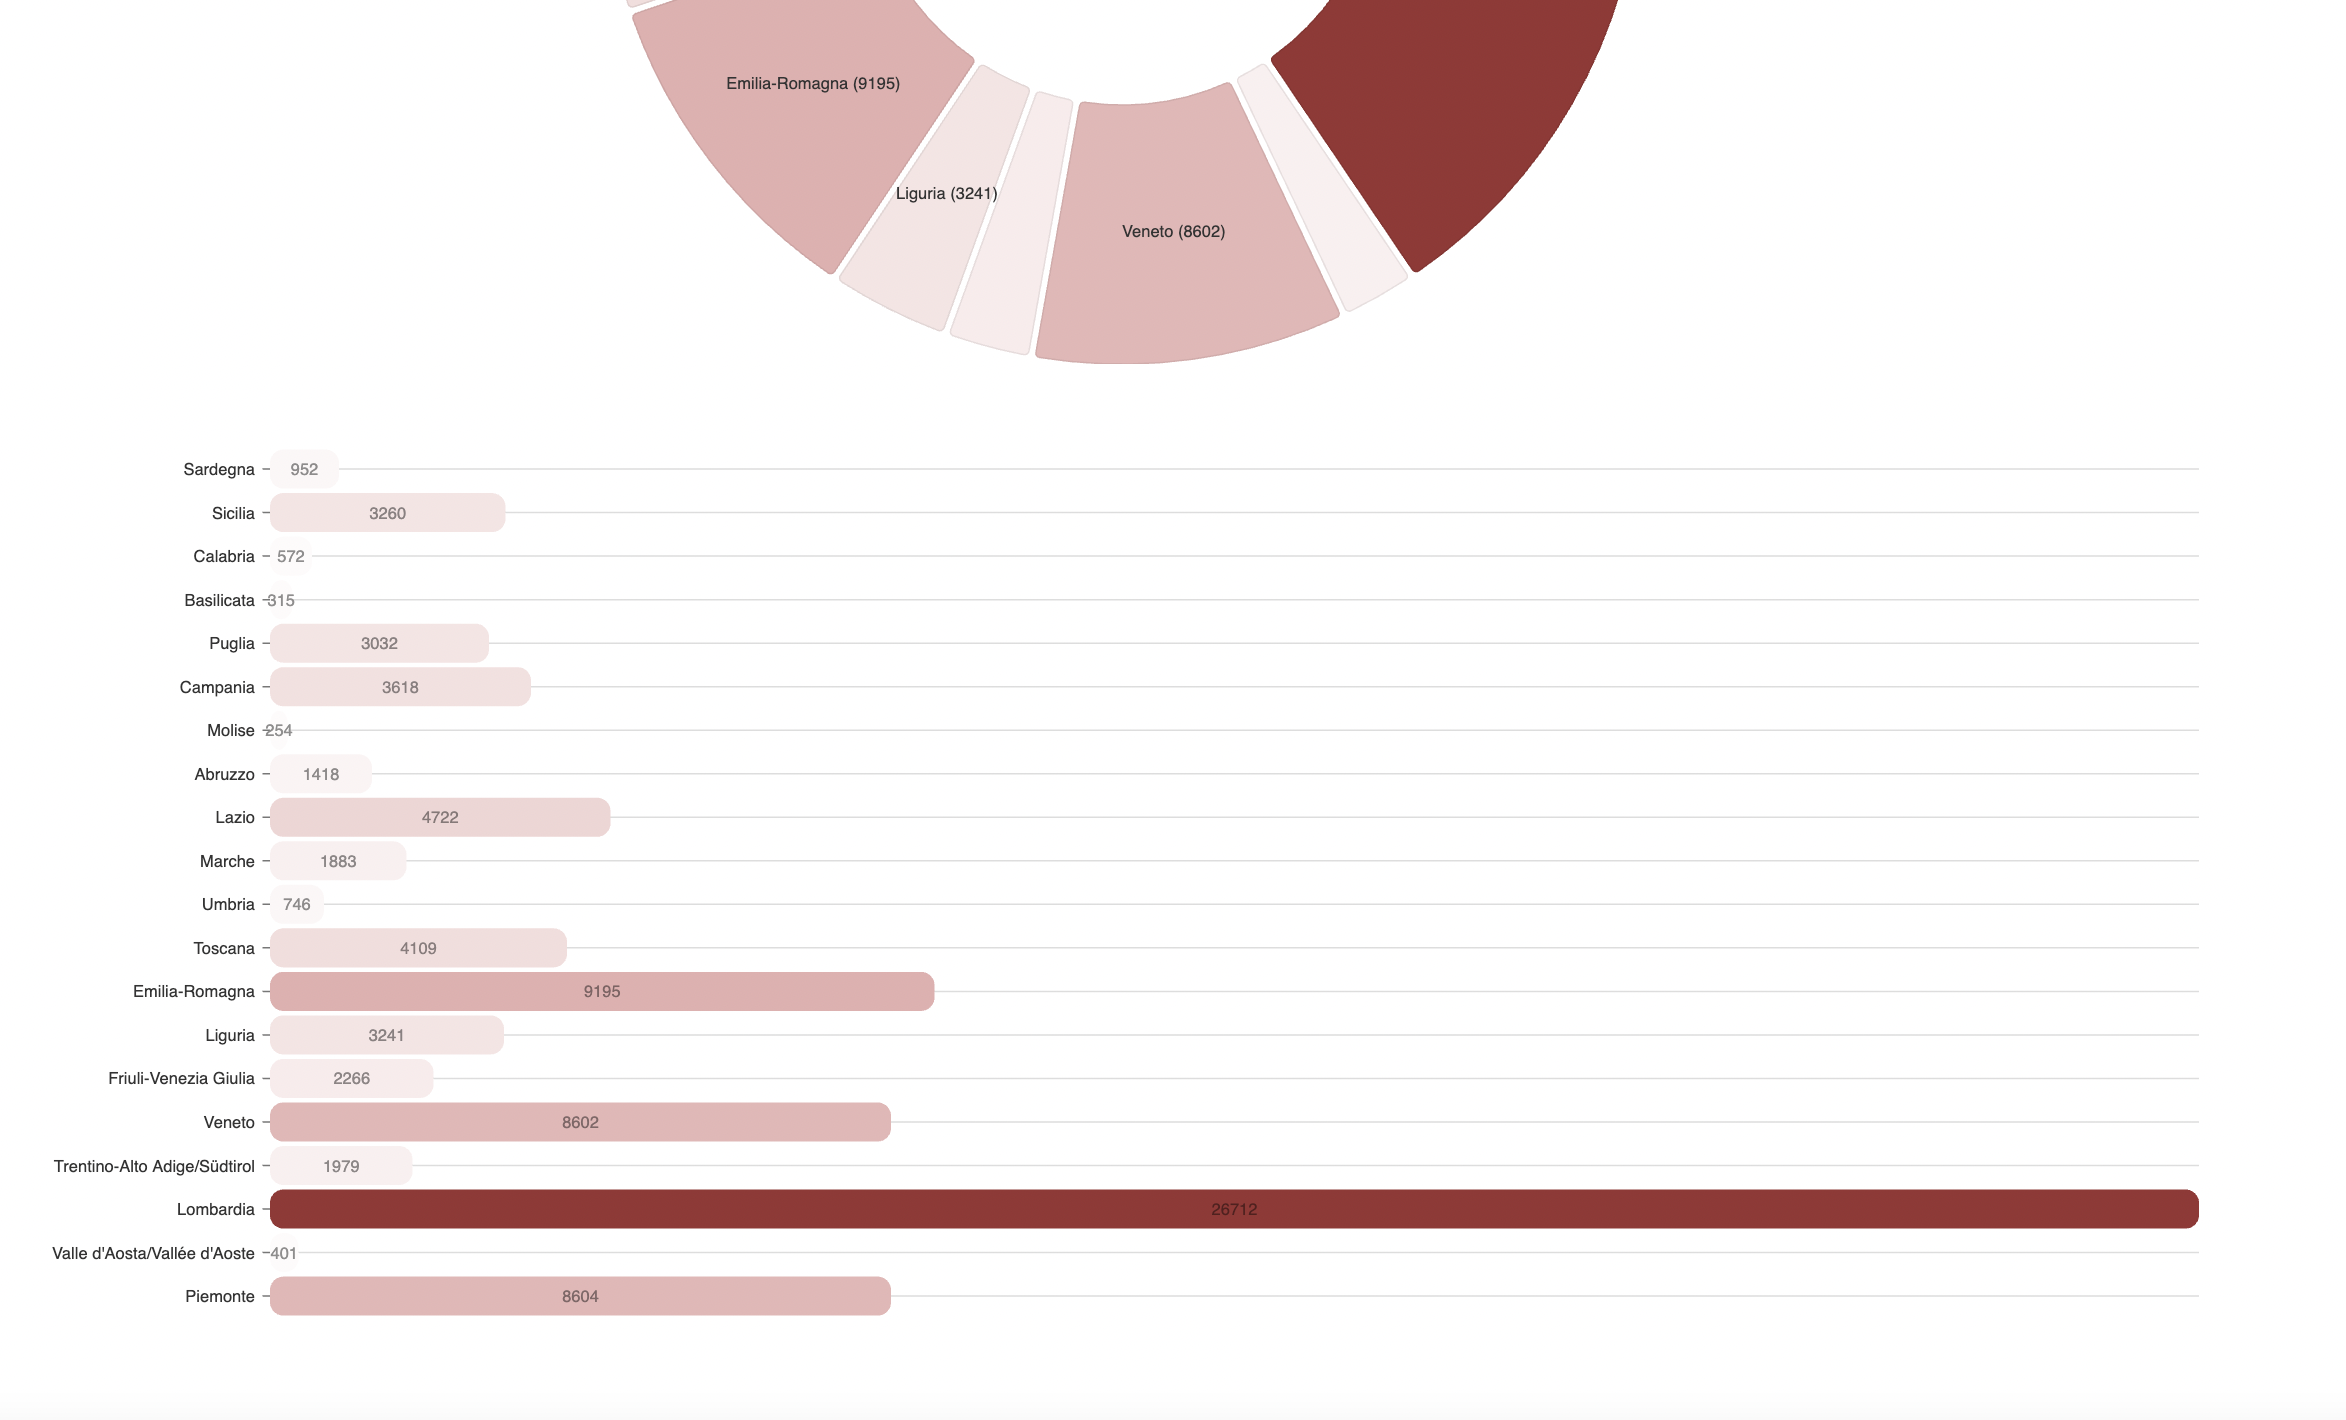 Emilia-Romagna (9195)
Liguria (3241)
Veneto (8602)
Sardegna 952
Sicilia 3260
Calabria 572
Basilicata 315
Puglia 3032
Campania 3618
Molise 254
Abruzzo 1418
Lazio 4722
Marche 1883
Umbria 746
Toscana 4109
Emilia-Romagna 9195
Liguria 3241
Friuli-Venezia Giulia 2266
Veneto 8602
Trentino-Alto Adige/Südtirol 1979
Lombardia 26712
Valle d'Aosta/Vallée d'Aoste 401
Piemonte 8604